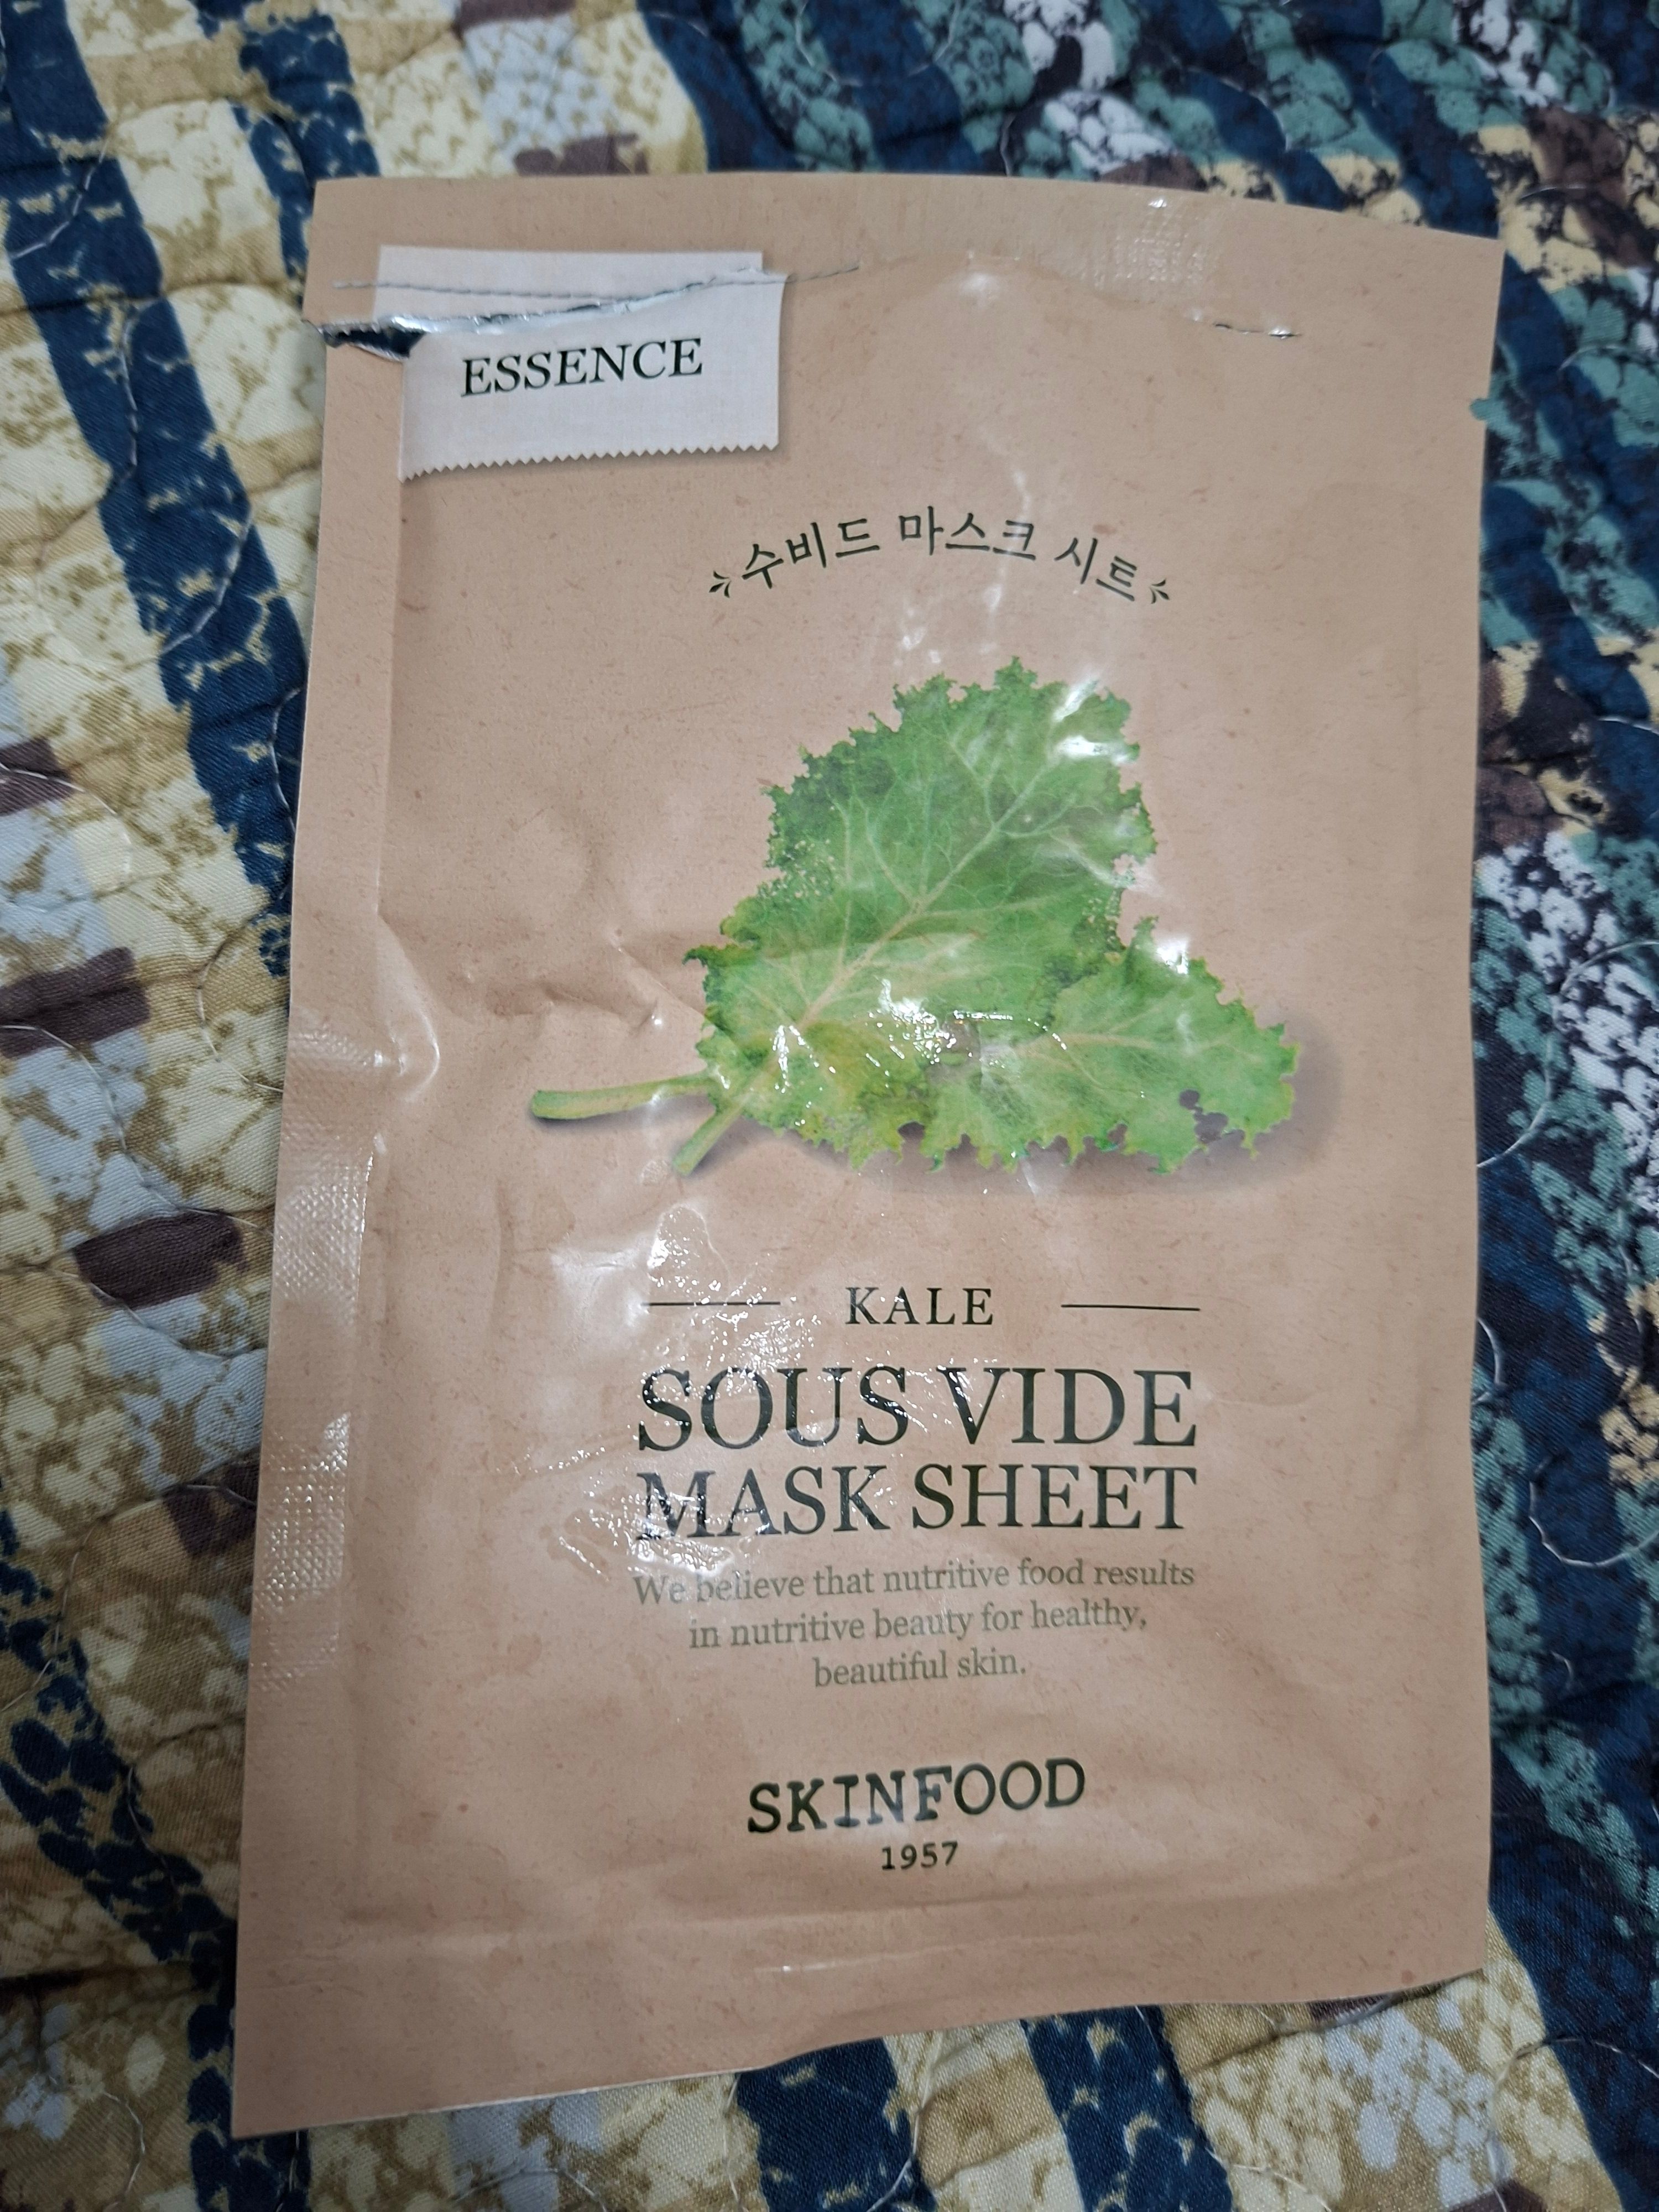 ESSENCE
수비드 마스크 시트
KALE
SOUS VIDE
MASK SHEET
We believe that nutritive food results
in nutritive beauty for healthy,
beautiful skin.
SKINFOOD
1957